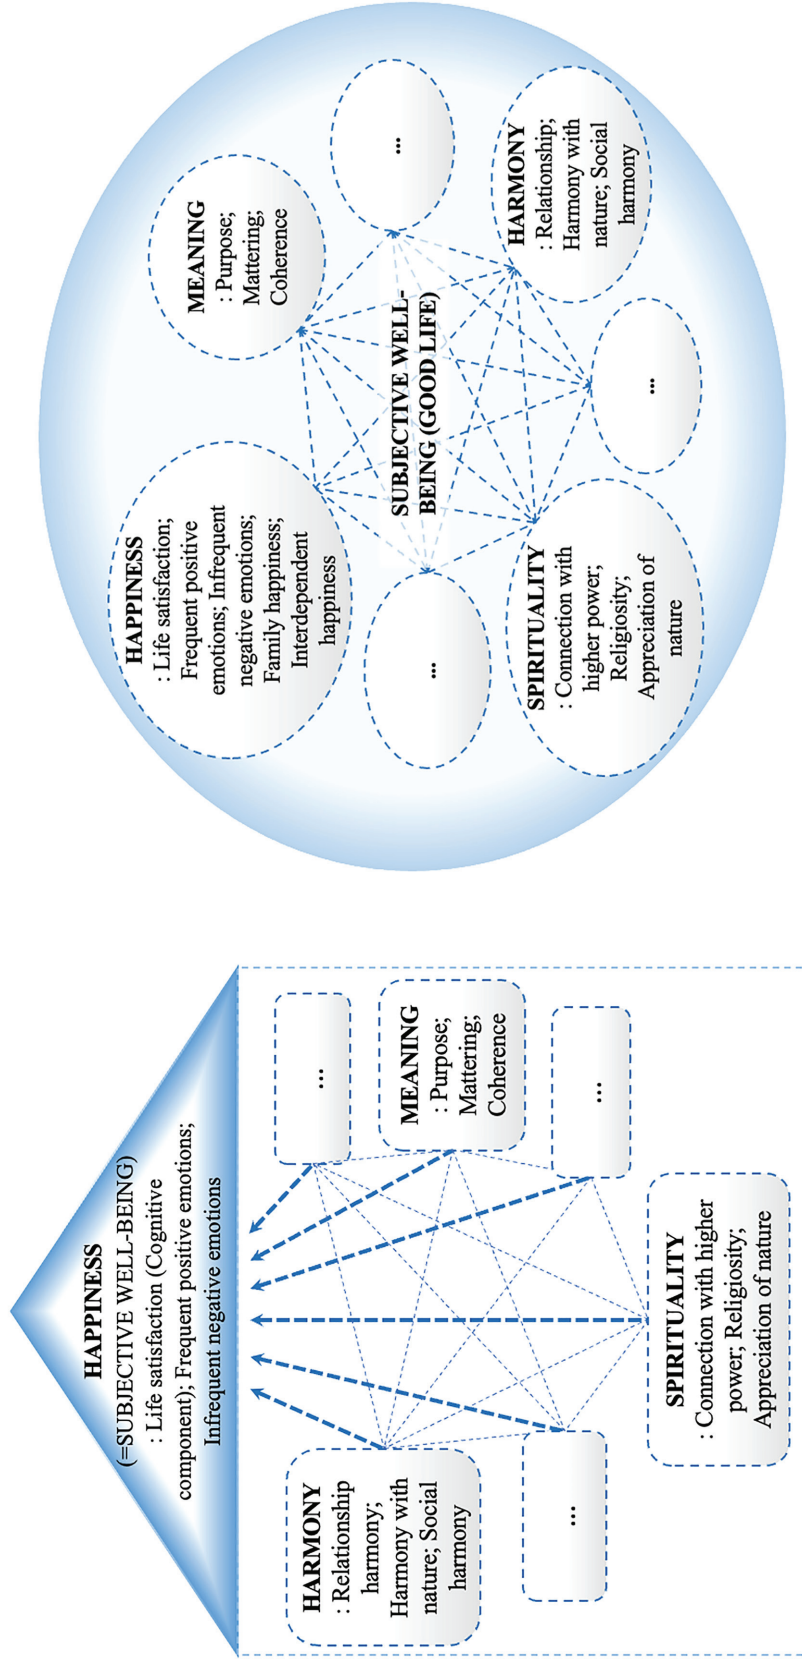 HAPPINESS
(=SUBJECTIVE WELL-BEING)
: Life satisfaction (Cognitive
component); Frequent positive emotions;
Infrequent negative emotions
HARMONY
: Relationship
harmony;
Harmony with
nature; Social
harmony
...
...
MEANING
: Purpose;
Mattering;
Coherence
...
SPIRITUALITY
: Connection with higher
power; Religiosity;
Appreciation of nature
HAPPINESS
: Life satisfaction;
Frequent positive
emotions; Infrequent
negative emotions;
Family happiness;
Interdependent
happiness
MEANING
: Purpose;
Mattering;
Coherence
...
SUBJECTIVE WELL-
BEING (GOOD LIFE)
...
SPIRITUALITY
: Connection with
higher power;
Religiosity;
Appreciation of
nature
...
HARMONY
: Relationship;
Harmony with
nature; Social
harmony